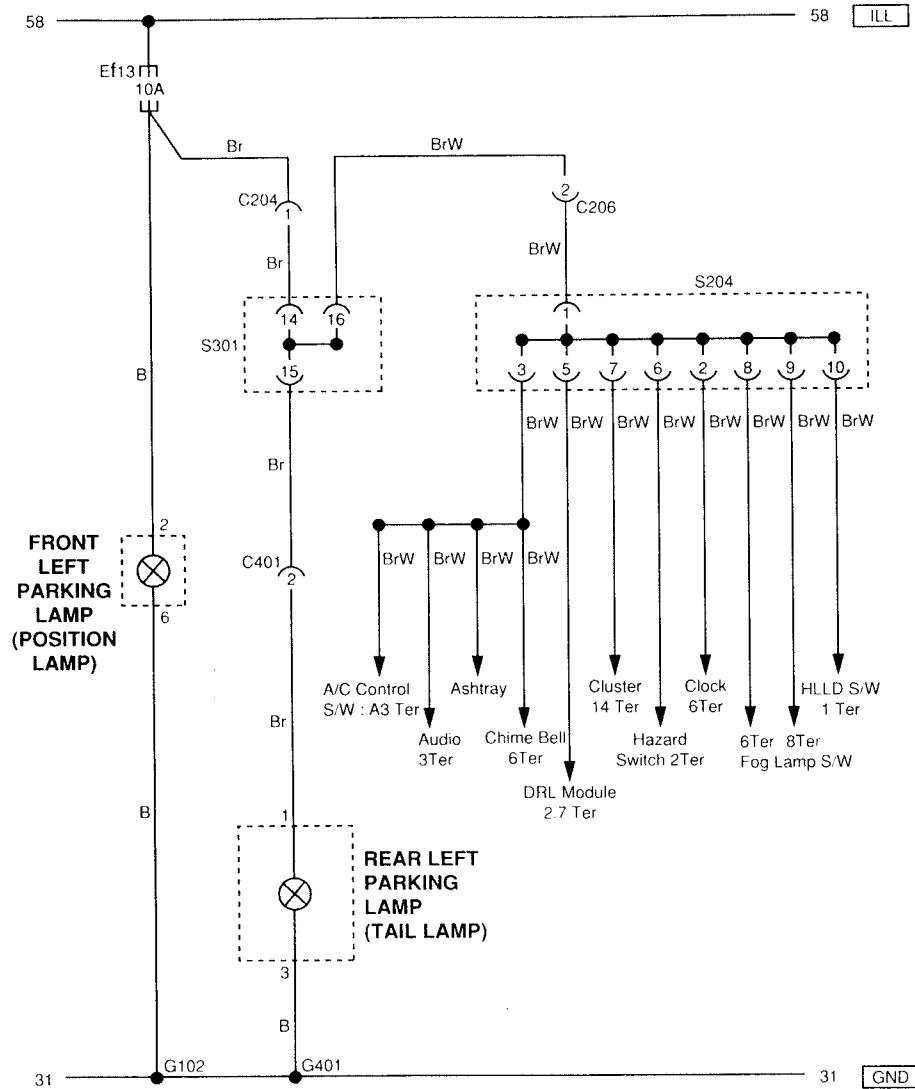 58
58
ILL
Ef13
10A
Br
BrW
C204
1
2
C206
Br
BrW
S204
14
16
1
S301
15
3
5
7
6
2
8
9
10
B
BrW
BrW
BrW
BrW
BrW
BrW
BrW
BrW
Br
2
FRONT
LEFT
PARKING
LAMP
(POSITION
LAMP)
6
C401
2
BrW
BrW
BrW
BrW
A/C Control
S/W : A3 Ter
Audio
3Ter
Ashtray
Chime Bell
6Ter
DRL Module
2.7 Ter
Cluster
14 Ter
Hazard
Switch 2Ter
Clock
6Ter
6Ter 8Ter
Fog Lamp S/W
HLLD S/W
1 Ter
Br
B
1
REAR LEFT
PARKING
LAMP
(TAIL LAMP)
3
B
G102
G401
31
31
GND